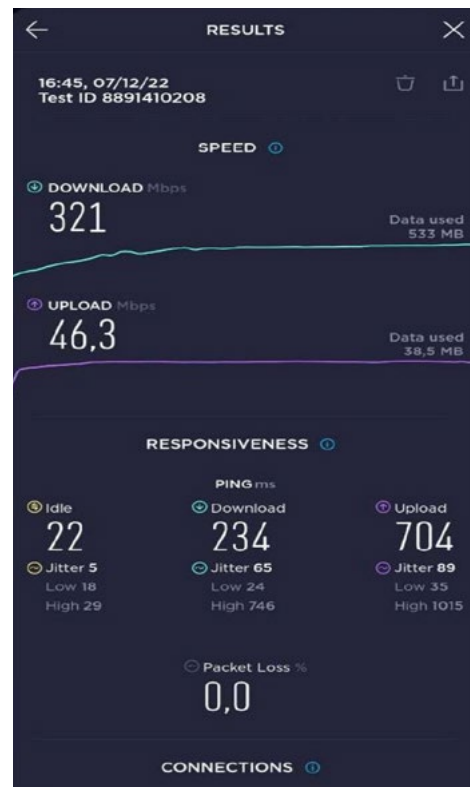 RESULTS
16:45, 07/12/22
Test ID 8891410208
SPEED
DOWNLOAD Mbps
321
Data used
533 MB
UPLOAD Mbps
46,3
Data used
38,5 MB
RESPONSIVENESS
PING ms
Idle Download Upload
22 234 704
Jitter 5 Jitter 65 Jitter 89
Low 18 Low 24 Low 35
High 29 High 746 High 1015
Packet Loss %
0,0
CONNECTIONS